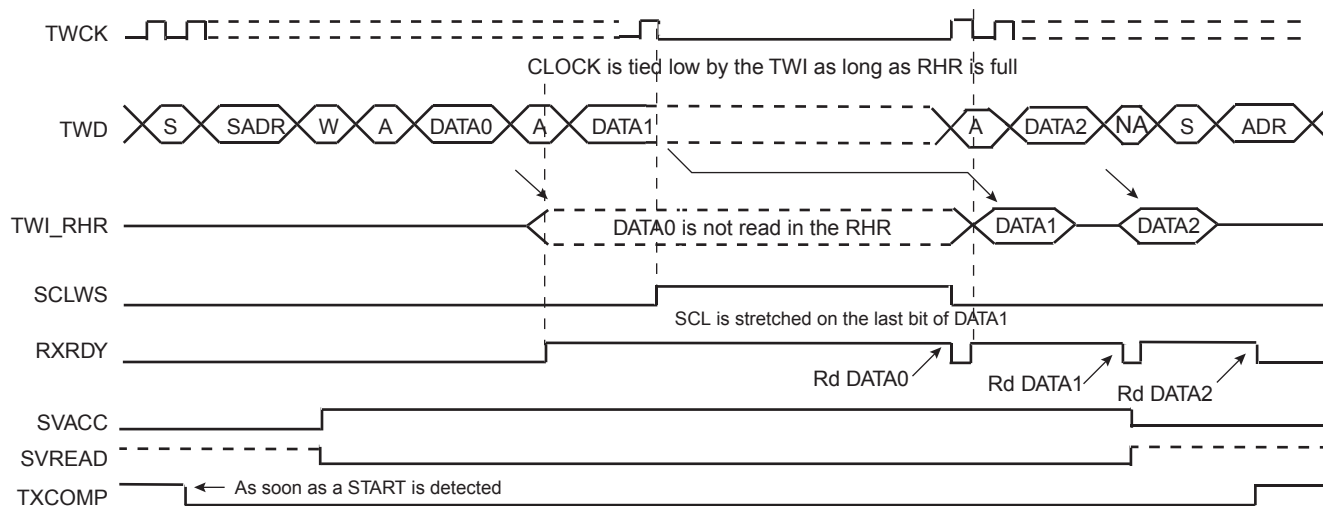 TWCK
CLOCK is tied low by the TWI as long as RHR is full
TWD S SADR W A DATA0 A DATA1 A DATA2 NA S ADR
TWI_RHR DATA0 is not read in the RHR DATA1 DATA2
SCLWS
SCL is stretched on the last bit of DATA1
RXRDY
Rd DATA0 Rd DATA1 Rd DATA2
SVACC
SVREAD
As soon as a START is detected
TXCOMP